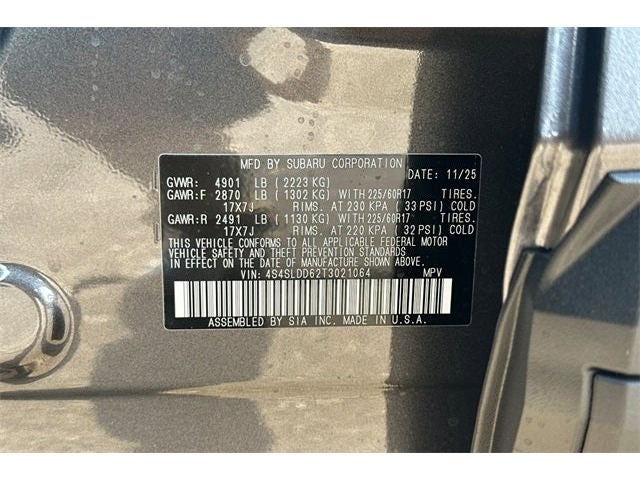 MFD BY SUBARU CORPORATION
DATE: 11/25
GVWR: 4901 LB ( 2223 KG)
GAWR: F 2870 LB ( 1302 KG) WITH 225/60R17 TIRES.
17X7J RIMS. AT 230 KPA ( 33 PSI) COLD
GAWR: R 2491 LB ( 1130 KG) WITH 225/60R17 TIRES.
17X7J RIMS. AT 220 KPA ( 32 PSI) COLD
THIS VEHICLE CONFORMS TO ALL APPLICABLE FEDERAL MOTOR
VEHICLE SAFETY AND THEFT PREVENTION STANDARDS
IN EFFECT ON THE DATE OF MANUFACTURE SHOWN ABOVE.
VIN: 4S4SLDD62T3021064 MPV
ASSEMBLED BY SIA INC. MADE IN U.S.A.